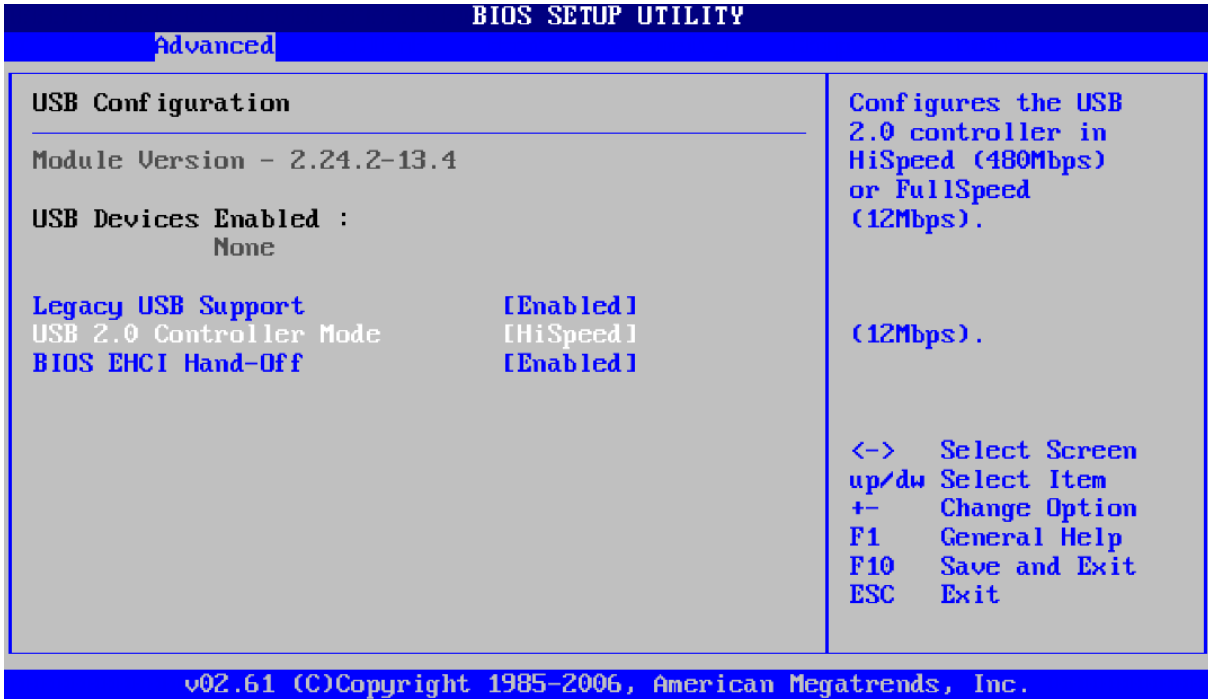 BIOS SETUP UTILITY
Advanced
USB Configuration
Module Version - 2.24.2-13.4
USB Devices Enabled :
None
Legacy USB Support [Enabled]
USB 2.0 Controller Mode [HiSpeed]
BIOS EHCI Hand-Off [Enabled]
Configures the USB
2.0 controller in
HiSpeed (480Mbps)
or FullSpeed
(12Mbps).
(12Mbps).
<-> Select Screen
up/dw Select Item
+- Change Option
F1 General Help
F10 Save and Exit
ESC Exit
v02.61 (C)Copyright 1985-2006, American Megatrends, Inc.